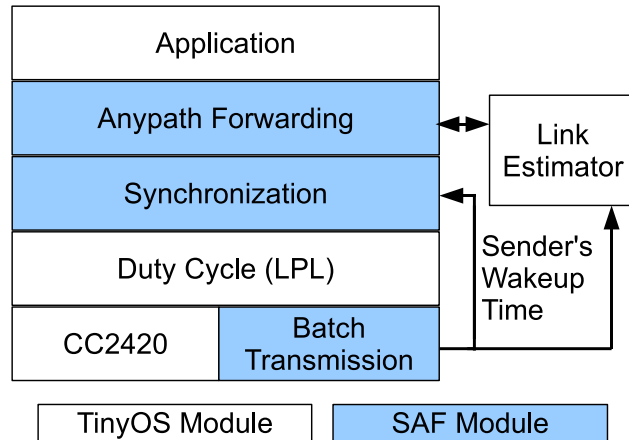 Application
Anypath Forwarding
Link
Estimator
Synchronization
Duty Cycle (LPL)
Sender's
Wakeup
Time
CC2420
Batch
Transmission
TinyOS Module
SAF Module